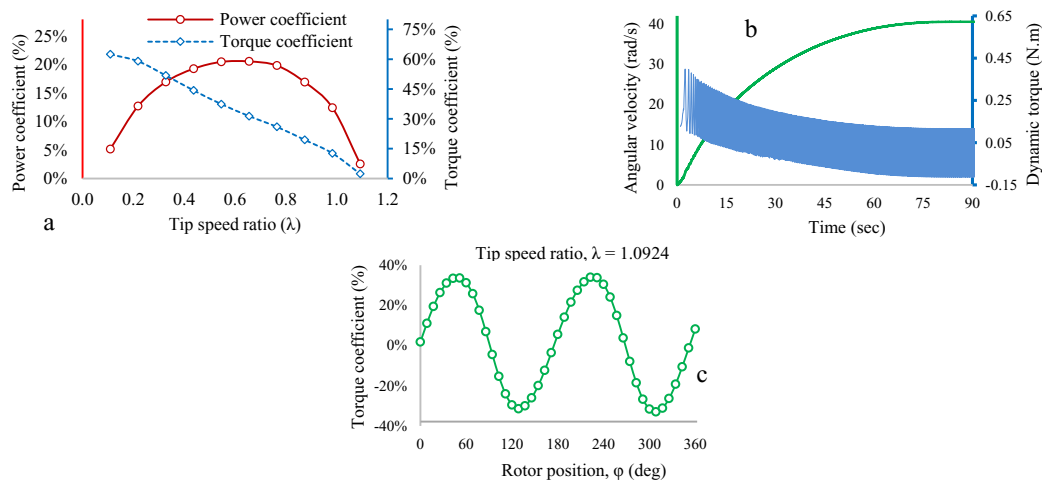 Power coefficient
Torque coefficient
Power coefficient (%)
25%
20%
15%
10%
5%
0%
75%
60%
45%
30%
15%
0%
Torque coefficient (%)
0.0 0.2 0.4 0.6 0.8 1.0 1.2
Tip speed ratio (λ)
a
b
Angular velocity (rad/s)
40
30
20
10
0
0.65
0.45
0.25
0.05
-0.15
Dynamic torque (N.m)
0 15 30 45 60 75 90
Time (sec)
Tip speed ratio, λ = 1.0924
Torque coefficient (%)
40%
20%
0%
-20%
-40%
c
0 60 120 180 240 300 360
Rotor position, φ (deg)